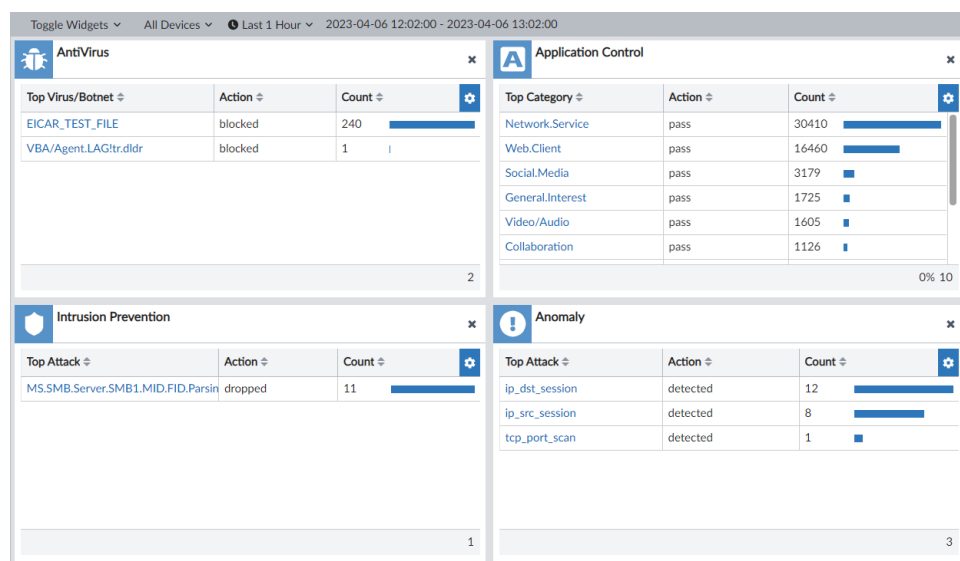 Toggle Widgets All Devices Last 1 Hour 2023-04-06 12:02:00 - 2023-04-06 13:02:00
AntiVirus
Top Virus/Botnet Action Count
EICAR_TEST_FILE blocked 240
VBA/Agent.LAG!tr.dldr blocked 1
2
Application Control
Top Category Action Count
Network.Service pass 30410
Web.Client pass 16460
Social.Media pass 3179
General.Interest pass 1725
Video/Audio pass 1605
Collaboration pass 1126
0% 10
Intrusion Prevention
Top Attack Action Count
MS.SMB.Server.SMB1.MID.FID.Parsin dropped 11
1
Anomaly
Top Attack Action Count
ip_dst_session detected 12
ip_src_session detected 8
tcp_port_scan detected 1
3